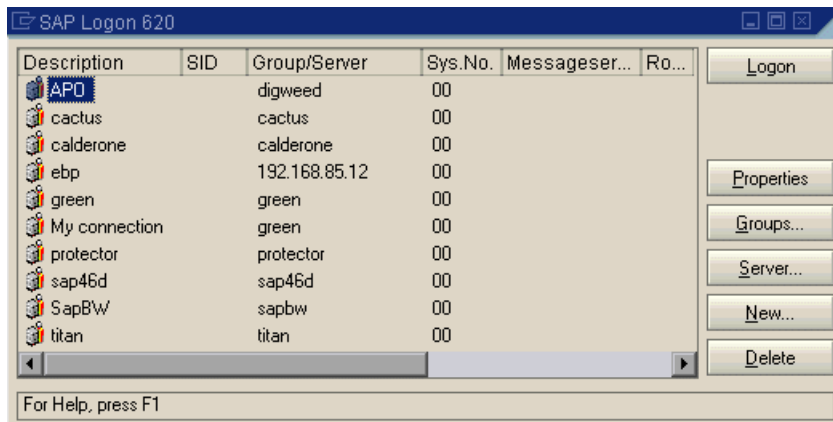 SAP Logon 620
Description SID Group/Server Sys.No. Messageser... Ro...
APO digweed 00
cactus cactus 00
calderone calderone 00
ebp 192.168.85.12 00
green green 00
My connection green 00
protector protector 00
sap46d sap46d 00
SapBW sapbw 00
titan titan 00
Logon
Properties
Groups...
Server...
New...
Delete
For Help, press F1